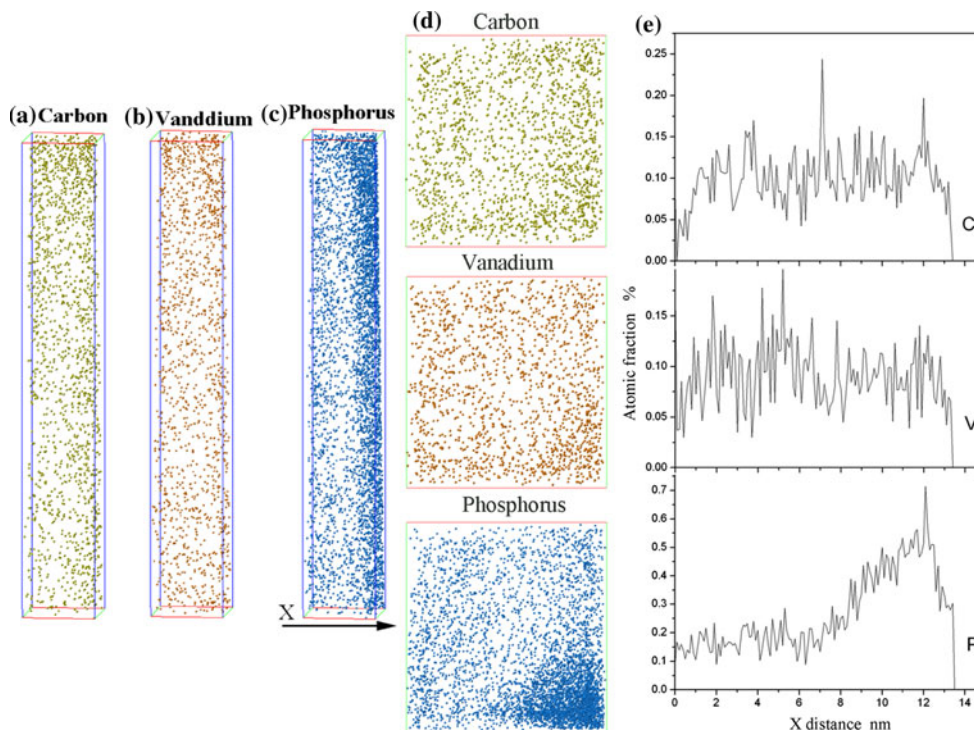 (a) Carbon
(b) Vanddium
(c) Phosphorus
X
(d)
Carbon
Vanadium
Phosphorus
(e)
0.25
0.20
0.15
0.10
0.05
0.00
C
0.15
0.10
0.05
0.00
V
0.7
0.6
0.5
0.4
0.3
0.2
0.1
0.0
P
Atomic fraction %
0 2 4 6 8 10 12 14
X distance nm